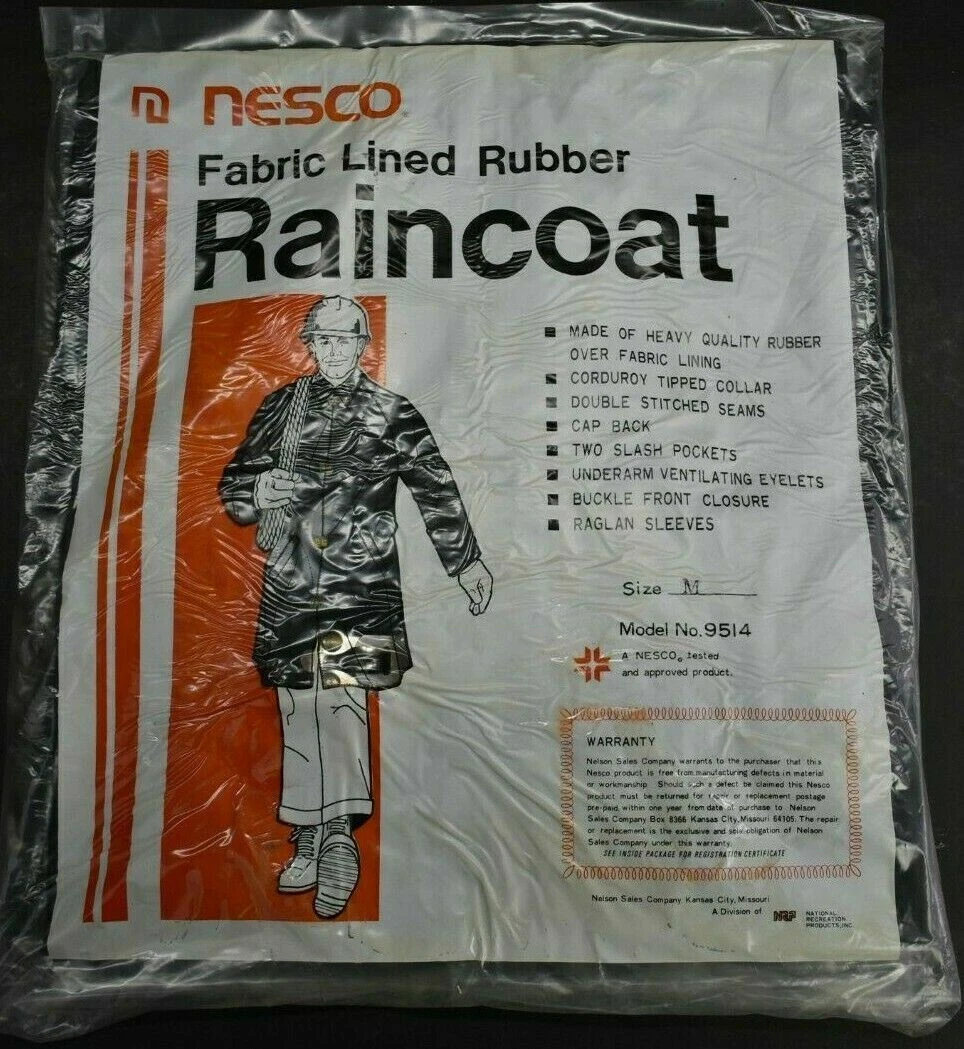 n NESCO®
Fabric Lined Rubber
Raincoat
MADE OF HEAVY QUALITY RUBBER
OVER FABRIC LINING
CORDUROY TIPPED COLLAR
DOUBLE STITCHED SEAMS
CAP BACK
TWO SLASH POCKETS
UNDERARM VENTILATING EYELETS
BUCKLE FRONT CLOSURE
RAGLAN SLEEVES
Size M
Model No. 9514
A NESCO® tested
and approved product.
WARRANTY
Nelson Sales Company warrants to the purchaser that this
Nesco product is free from manufacturing defects in material
or workmanship. Should such a defect be claimed this Nesco
product must be returned for repair or replacement postage
pre-paid, within one year from date of purchase to Nelson
Sales Company Box 8366 Kansas City, Missouri 64105. The repair
or replacement is the exclusive and sole obligation of Nelson
Sales Company under this warranty.
SEE INSIDE PACKAGE FOR REGISTRATION CERTIFICATE
Nelson Sales Company Kansas City, Missouri
A Division of NRP NATIONAL
RECREATION
PRODUCTS, INC.